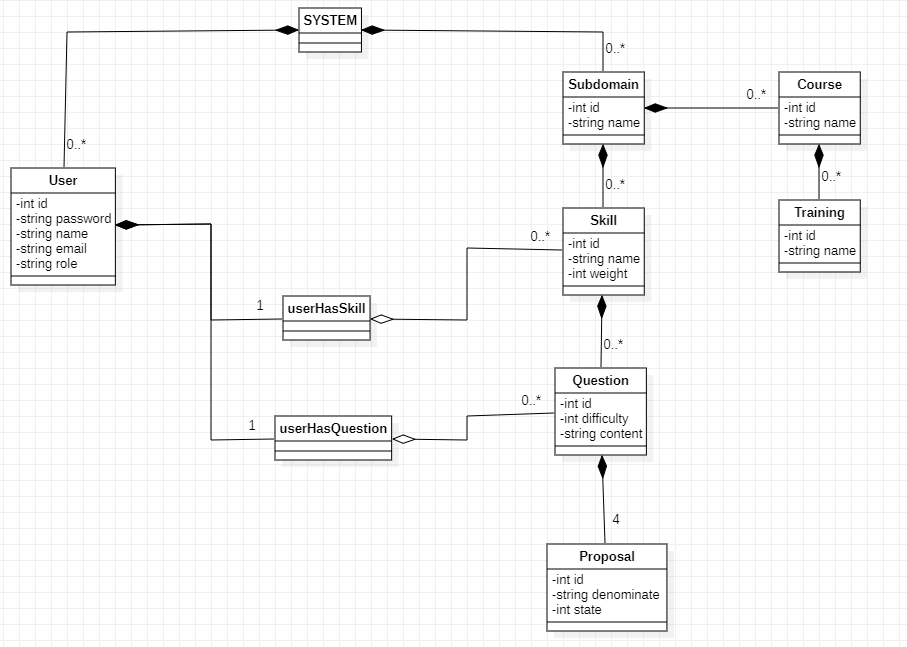 SYSTEM
0..*
Subdomain
-int id
-string name
0..*
Course
-int id
-string name
0..*
User
-int id
-string password
-string name
-string email
-string role
0..*
0..*
Training
-int id
-string name
Skill
-int id
-string name
-int weight
0..*
1
userHasSkill
0..*
Question
-int id
-int difficulty
-string content
0..*
1
userHasQuestion
4
Proposal
-int id
-string denominate
-int state